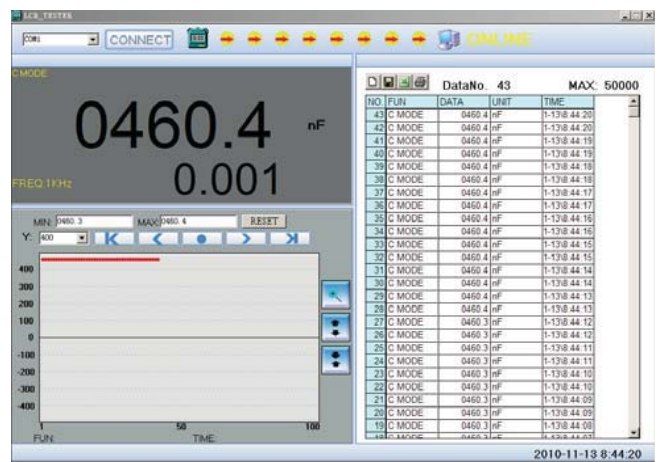 LCR_TESTER
COM1 CONNECT ONLINE
C MODE
0460.4 nF
FREQ:1KHz 0.001
MIN: 0460.3 MAX: 0460.4 RESET
Y: 400
400
300
200
100
0
-100
-200
-300
-400
1 50 100
FUN: TIME:
DataNo. 43 MAX: 50000
NO. FUN DATA UNIT TIME
43 C MODE 0460.4 nF 1-13\8:44:20
42 C MODE 0460.4 nF 1-13\8:44:20
41 C MODE 0460.4 nF 1-13\8:44:19
40 C MODE 0460.4 nF 1-13\8:44:19
39 C MODE 0460.4 nF 1-13\8:44:18
38 C MODE 0460.4 nF 1-13\8:44:18
37 C MODE 0460.4 nF 1-13\8:44:17
36 C MODE 0460.4 nF 1-13\8:44:17
35 C MODE 0460.4 nF 1-13\8:44:16
34 C MODE 0460.4 nF 1-13\8:44:16
33 C MODE 0460.4 nF 1-13\8:44:15
32 C MODE 0460.4 nF 1-13\8:44:15
31 C MODE 0460.4 nF 1-13\8:44:14
30 C MODE 0460.4 nF 1-13\8:44:14
29 C MODE 0460.4 nF 1-13\8:44:13
28 C MODE 0460.4 nF 1-13\8:44:13
27 C MODE 0460.3 nF 1-13\8:44:12
26 C MODE 0460.3 nF 1-13\8:44:12
25 C MODE 0460.3 nF 1-13\8:44:11
24 C MODE 0460.3 nF 1-13\8:44:11
23 C MODE 0460.3 nF 1-13\8:44:10
22 C MODE 0460.3 nF 1-13\8:44:10
21 C MODE 0460.3 nF 1-13\8:44:09
20 C MODE 0460.3 nF 1-13\8:44:09
19 C MODE 0460.3 nF 1-13\8:44:08
2010-11-13 8:44:20